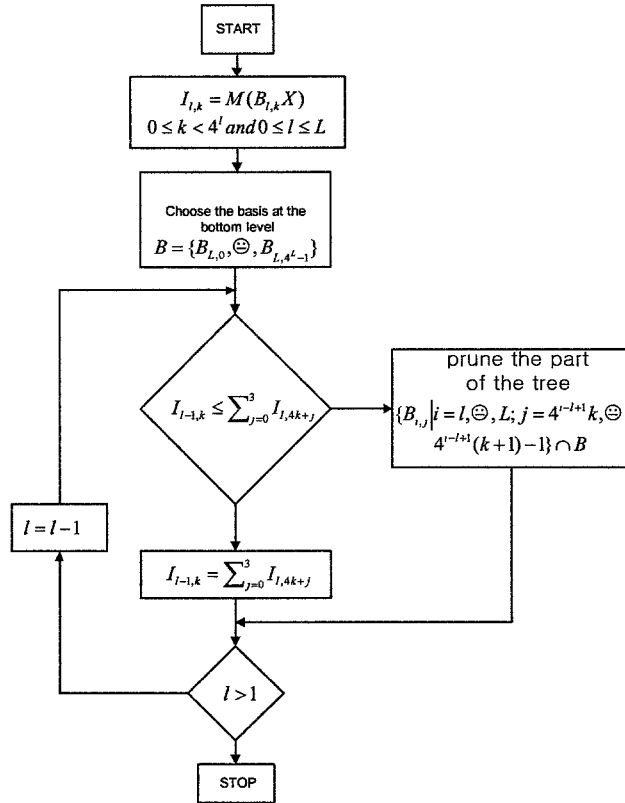 START
I_{l,k} = M(B_{l,k}X)
0 ≤ k < 4^l and 0 ≤ l ≤ L
Choose the basis at the
bottom level
B = {B_{L,0}, 😐, B_{L,4^L−1}}
I_{l−1,k} ≤ ∑_{j=0}^{3} I_{l,4k+j}
prune the part
of the tree
{B_{i,j}|i = l,😐, L; j = 4^{i−l+1}k,😐
4^{i−l+1}(k+1)−1} ∩ B
l = l−1
I_{l−1,k} = ∑_{j=0}^{3} I_{l,4k+j}
l > 1
STOP